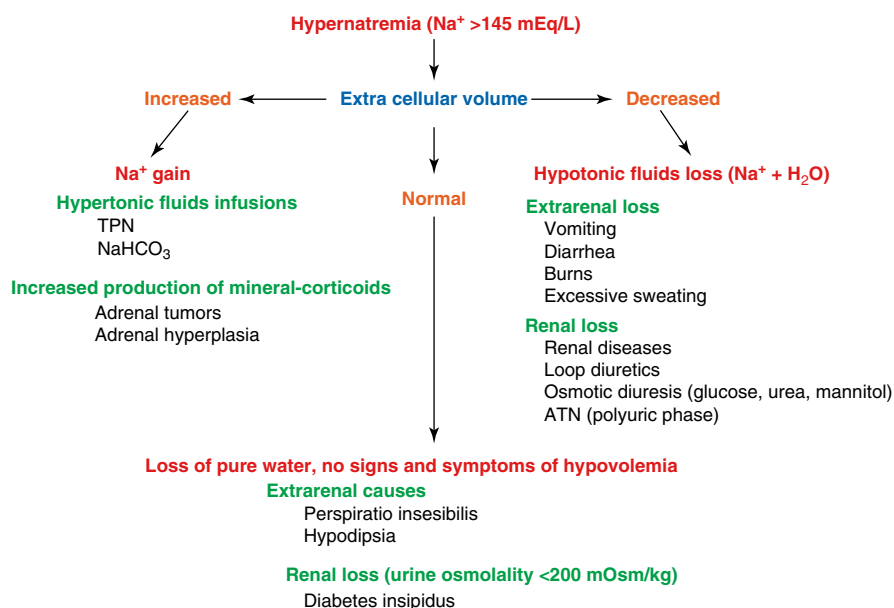 Hypernatremia (Na⁺ >145 mEq/L)
Increased
Extra cellular volume
Decreased
Na⁺ gain
Hypertonic fluids infusions
TPN
NaHCO₃
Increased production of mineral-corticoids
Adrenal tumors
Adrenal hyperplasia
Normal
Hypotonic fluids loss (Na⁺ + H₂O)
Extrarenal loss
Vomiting
Diarrhea
Burns
Excessive sweating
Renal loss
Renal diseases
Loop diuretics
Osmotic diuresis (glucose, urea, mannitol)
ATN (polyuric phase)
Loss of pure water, no signs and symptoms of hypovolemia
Extrarenal causes
Perspiratio insesibilis
Hypodipsia
Renal loss (urine osmolality <200 mOsm/kg)
Diabetes insipidus